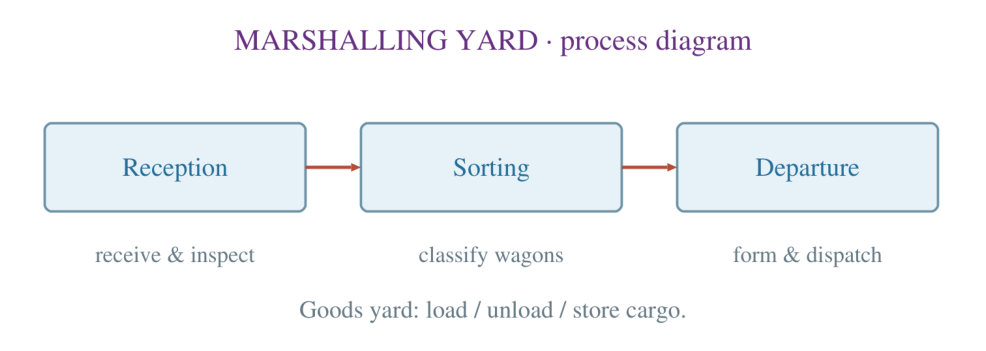 MARSHALLING YARD · process diagram
Reception
Sorting
Departure
receive & inspect
classify wagons
form & dispatch
Goods yard: load / unload / store cargo.